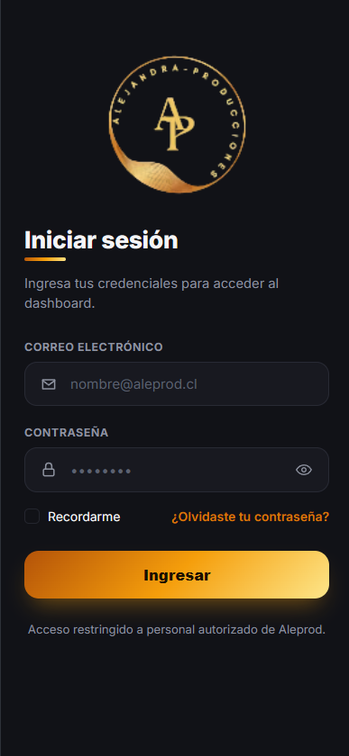 ALEJANDRA-PRODUCCIONES
AP
Iniciar sesión
Ingresa tus credenciales para acceder al
dashboard.
CORREO ELECTRÓNICO
nombre@aleprod.cl
CONTRASEÑA
••••••••
Recordarme
¿Olvidaste tu contraseña?
Ingresar
Acceso restringido a personal autorizado de Aleprod.